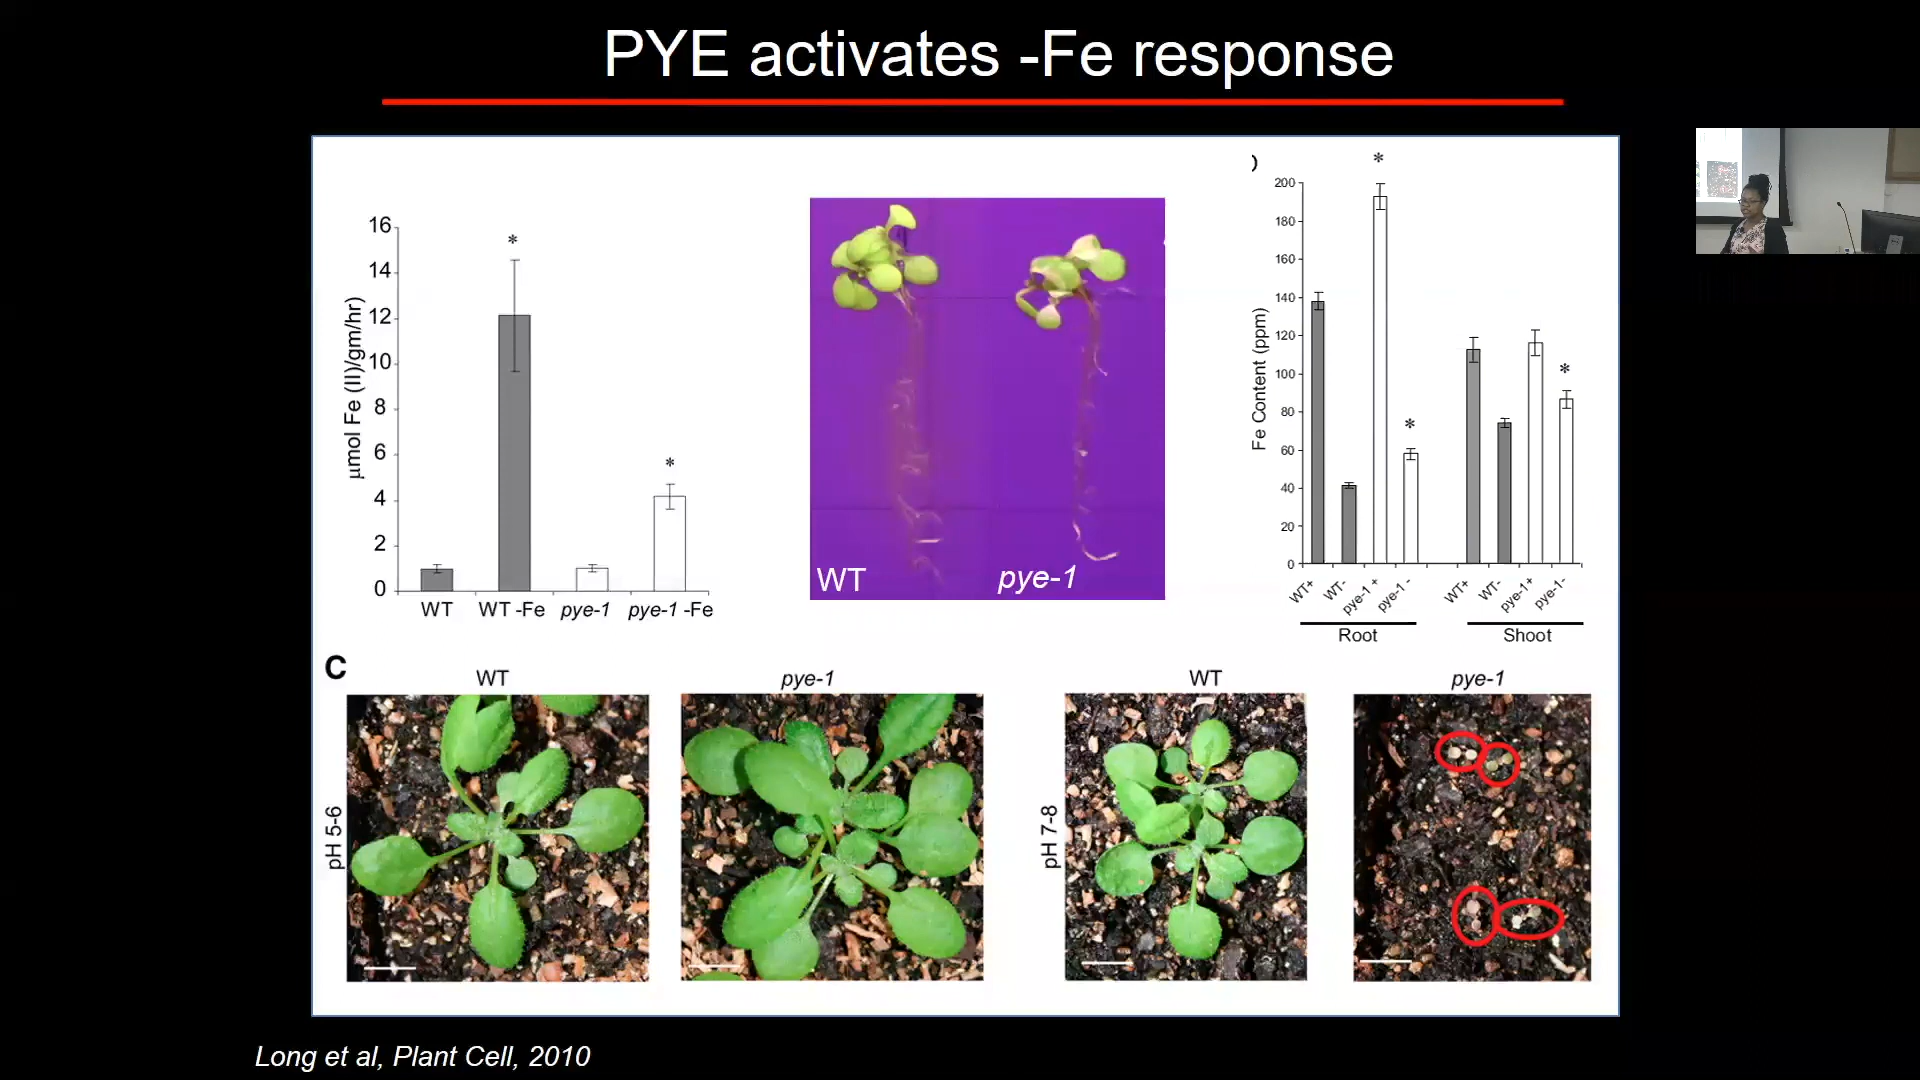 PYE activates -Fe response
µmol Fe (II)/gm/hr)
16
14
12
10
8
6
4
2
0
*
*
WT
WT -Fe
pye-1
pye-1 -Fe
WT
pye-1
)
Fe Content (ppm)
200
180
160
140
120
100
80
60
40
20
0
*
*
*
WT+
WT-
pye-1 +
pye-1 -
WT+
WT-
pye-1+
pye-1-
Root
Shoot
C
WT
pye-1
WT
pye-1
pH 5-6
pH 7-8
Long et al, Plant Cell, 2010